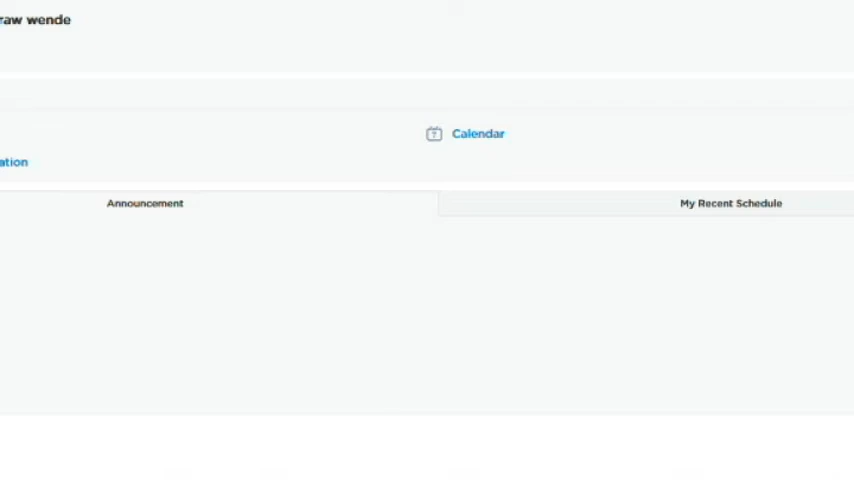 raw wende
Calendar
ation
Announcement
My Recent Schedule